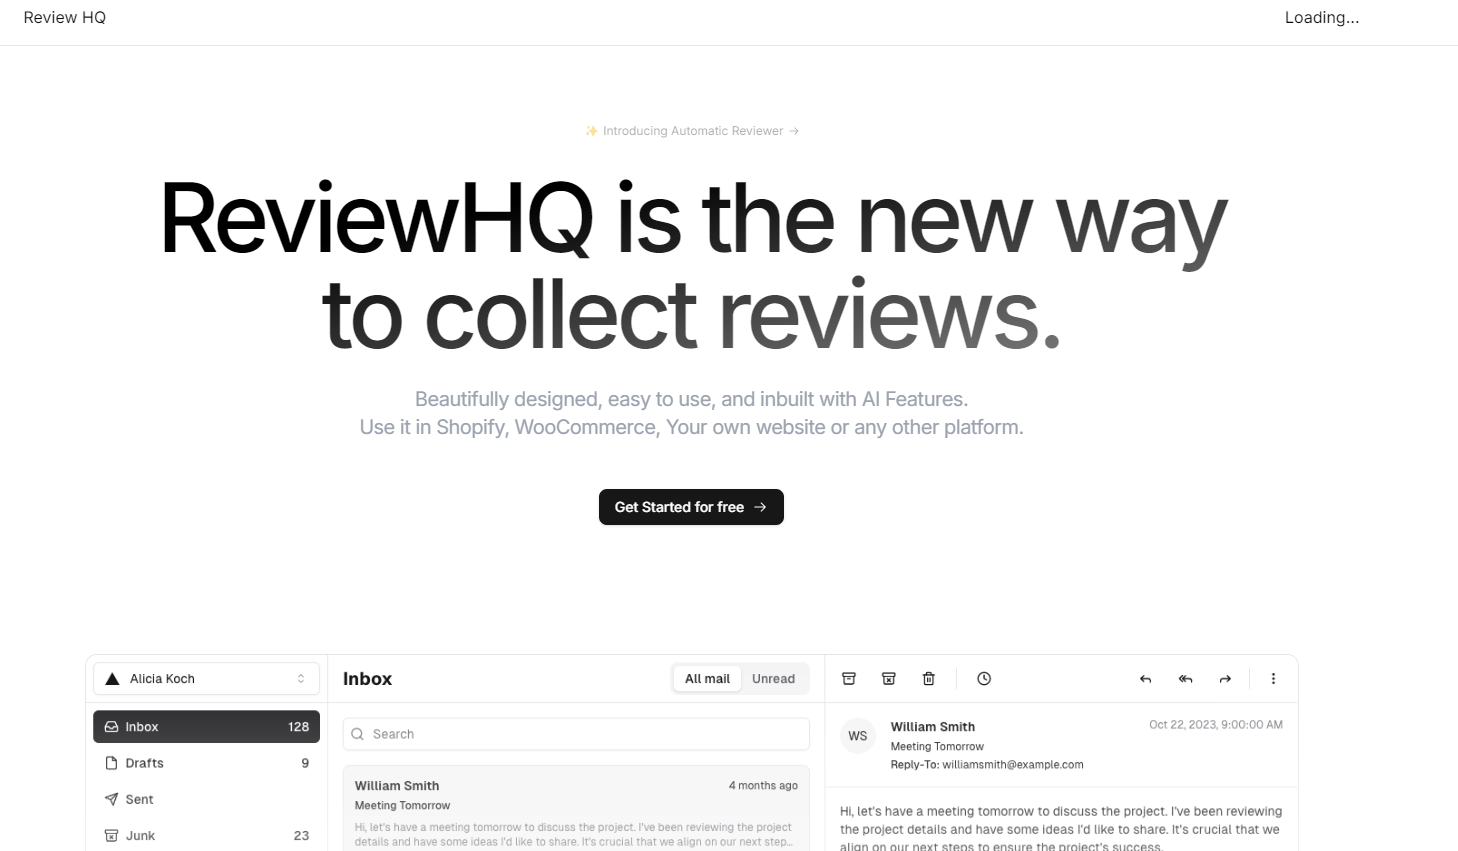 Review HQ
Loading...
✨ Introducing Automatic Reviewer →
ReviewHQ is the new way
to collect reviews.
Beautifully designed, easy to use, and inbuilt with AI Features.
Use it in Shopify, WooCommerce, Your own website or any other platform.
Get Started for free →
Alicia Koch
Inbox 128
Drafts 9
Sent
Junk 23
Inbox
All mail Unread
Search
William Smith 4 months ago
Meeting Tomorrow
Hi, let's have a meeting tomorrow to discuss the project. I've been reviewing the project
details and have some ideas I'd like to share. It's crucial that we align on our next step...
WS
William Smith Oct 22, 2023, 9:00:00 AM
Meeting Tomorrow
Reply-To: williamsmith@example.com
Hi, let's have a meeting tomorrow to discuss the project. I've been reviewing
the project details and have some ideas I'd like to share. It's crucial that we
align on our next steps to ensure the project's success.